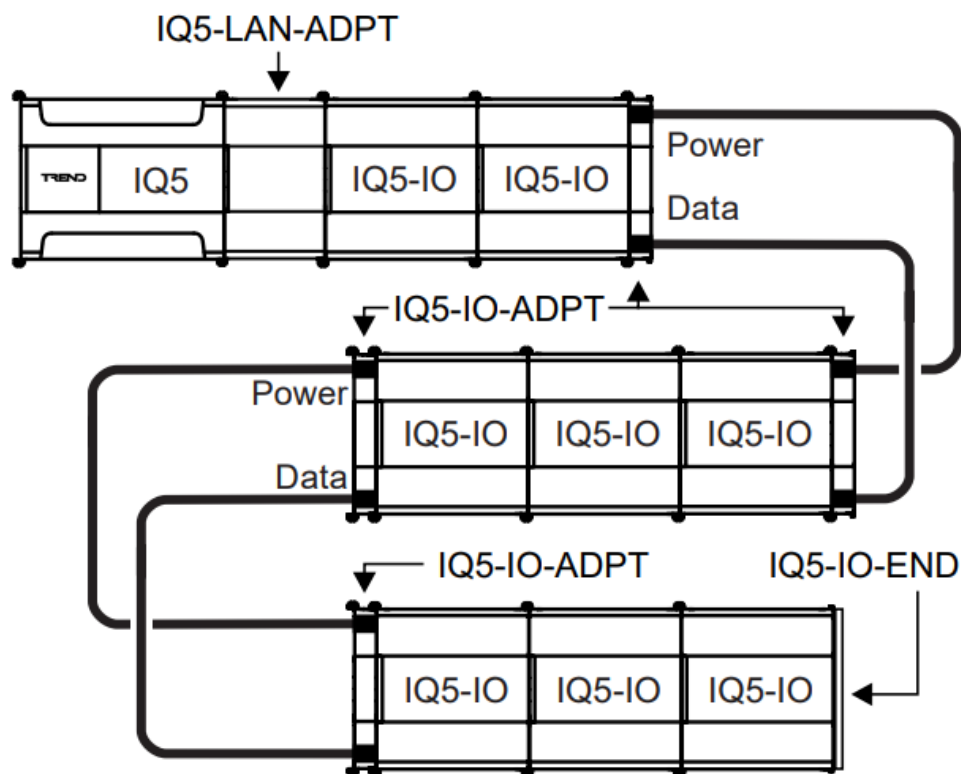 IQ5-LAN-ADPT
TREND IQ5 IQ5-IO IQ5-IO
Power
Data
IQ5-IO-ADPT
Power
IQ5-IO IQ5-IO IQ5-IO
Data
IQ5-IO-ADPT IQ5-IO-END
IQ5-IO IQ5-IO IQ5-IO